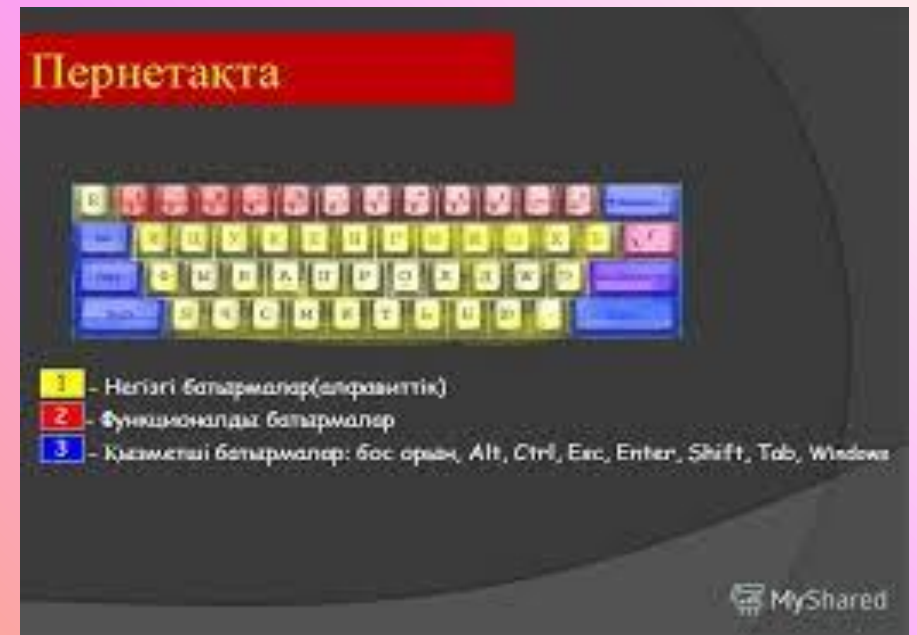 Пернетақта
Ц У К Е Н Г
Ф Ы В А П Р О Л Д Ж Э
Я Ч С М И Т Ь Б Ю .
1 - Негізгі батырмалар(алфавиттік)
2 - Функционалды батырмалар
3 - Қызметші батырмалар: бос орын, Alt, Ctrl, Esc, Enter, Shift, Tab, Windows
MyShared